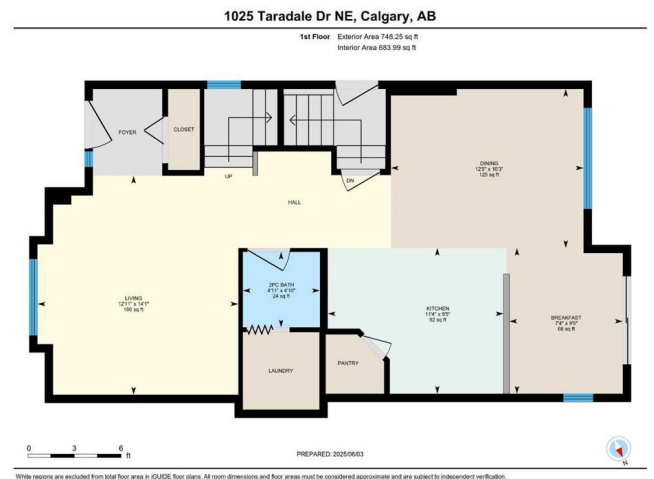 1025 Taradale Dr NE, Calgary, AB
1st Floor Exterior Area 748.25 sq ft
Interior Area 683.99 sq ft
FOYER
CLOSET
UP
DN
HALL
DINING
12'5" x 10'3"
125 sq ft
LIVING
12'11" x 14'1"
160 sq ft
2PC BATH
4'11" x 4'10"
24 sq ft
KITCHEN
11'4" x 9'5"
92 sq ft
BREAKFAST
7'4" x 9'5"
68 sq ft
LAUNDRY
PANTRY
0 3 6 ft
PREPARED: 2025/06/03
N
White regions are excluded from total floor area in iGUIDE floor plans. All room dimensions and floor areas must be considered approximate and are subject to independent verification.